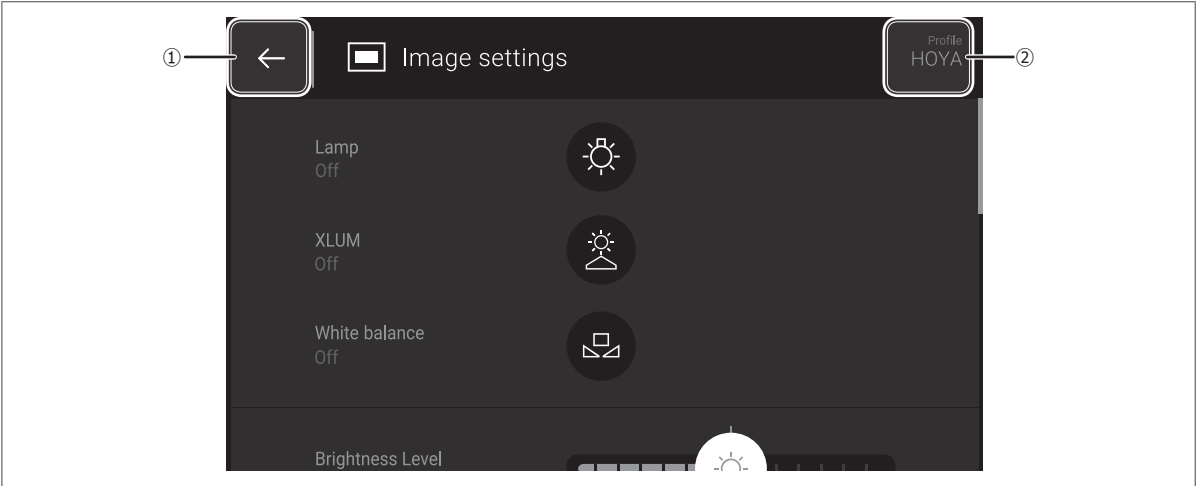 ① ② Image settings Profile
HOYA
Lamp
Off
XLUM
Off
White balance
Off
Brightness Level